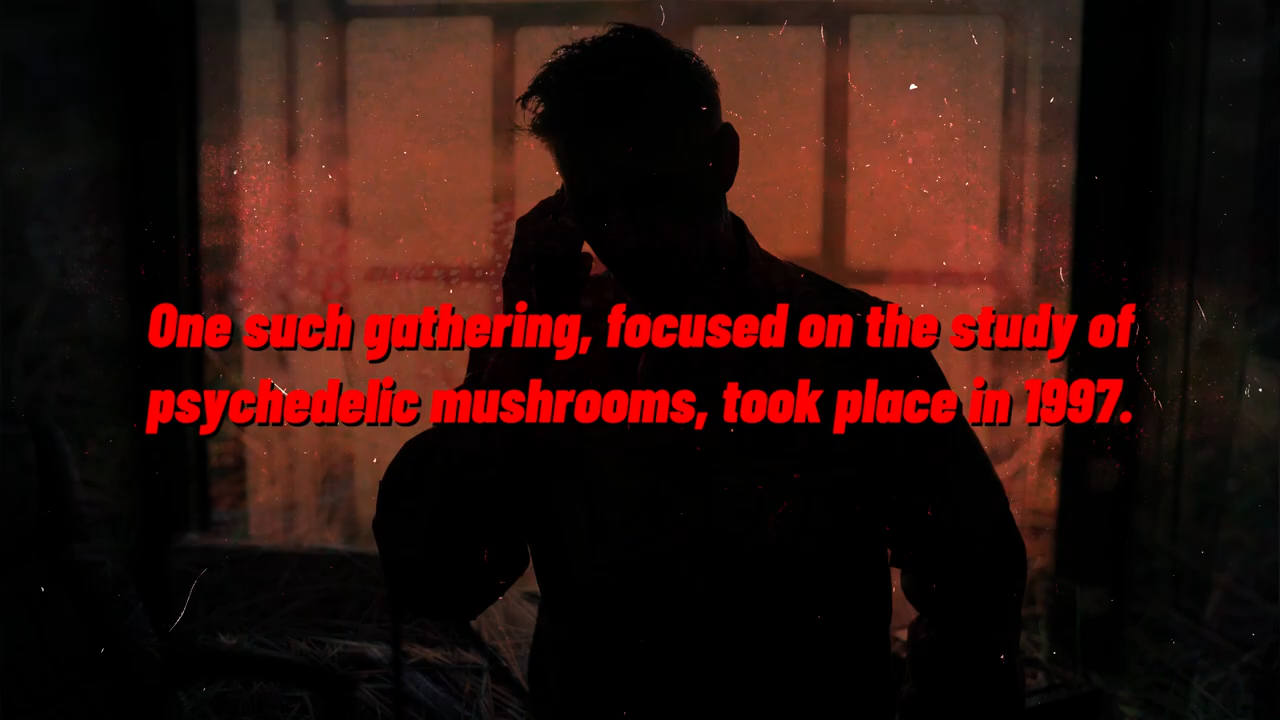 One such gathering, focused on the study of
psychedelic mushrooms, took place in 1997.